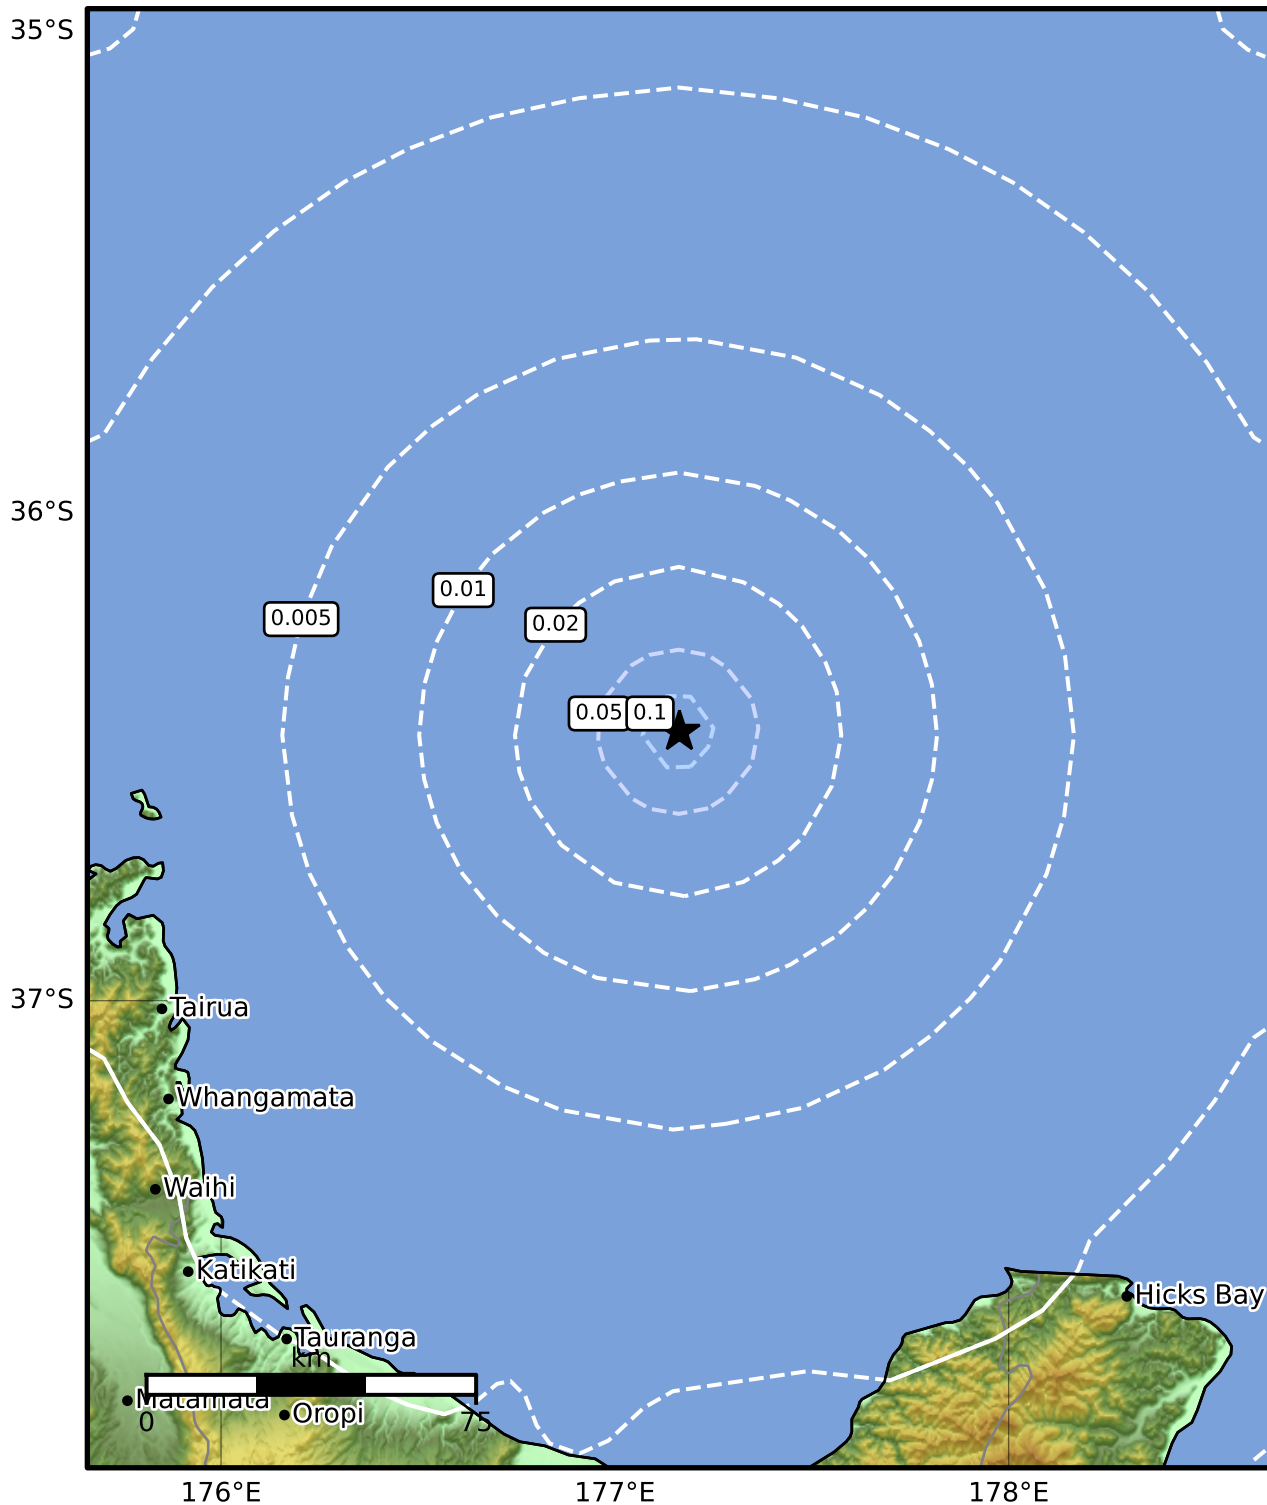 35°S
36°S
0.01
0.005
0.02
0.05
0.1
37°S
Tairua
Whangamata
Waihi
Katikati
Hicks Bay
Tauranga
km
Matamata
0
75
Oropi
176°E
177°E
178°E